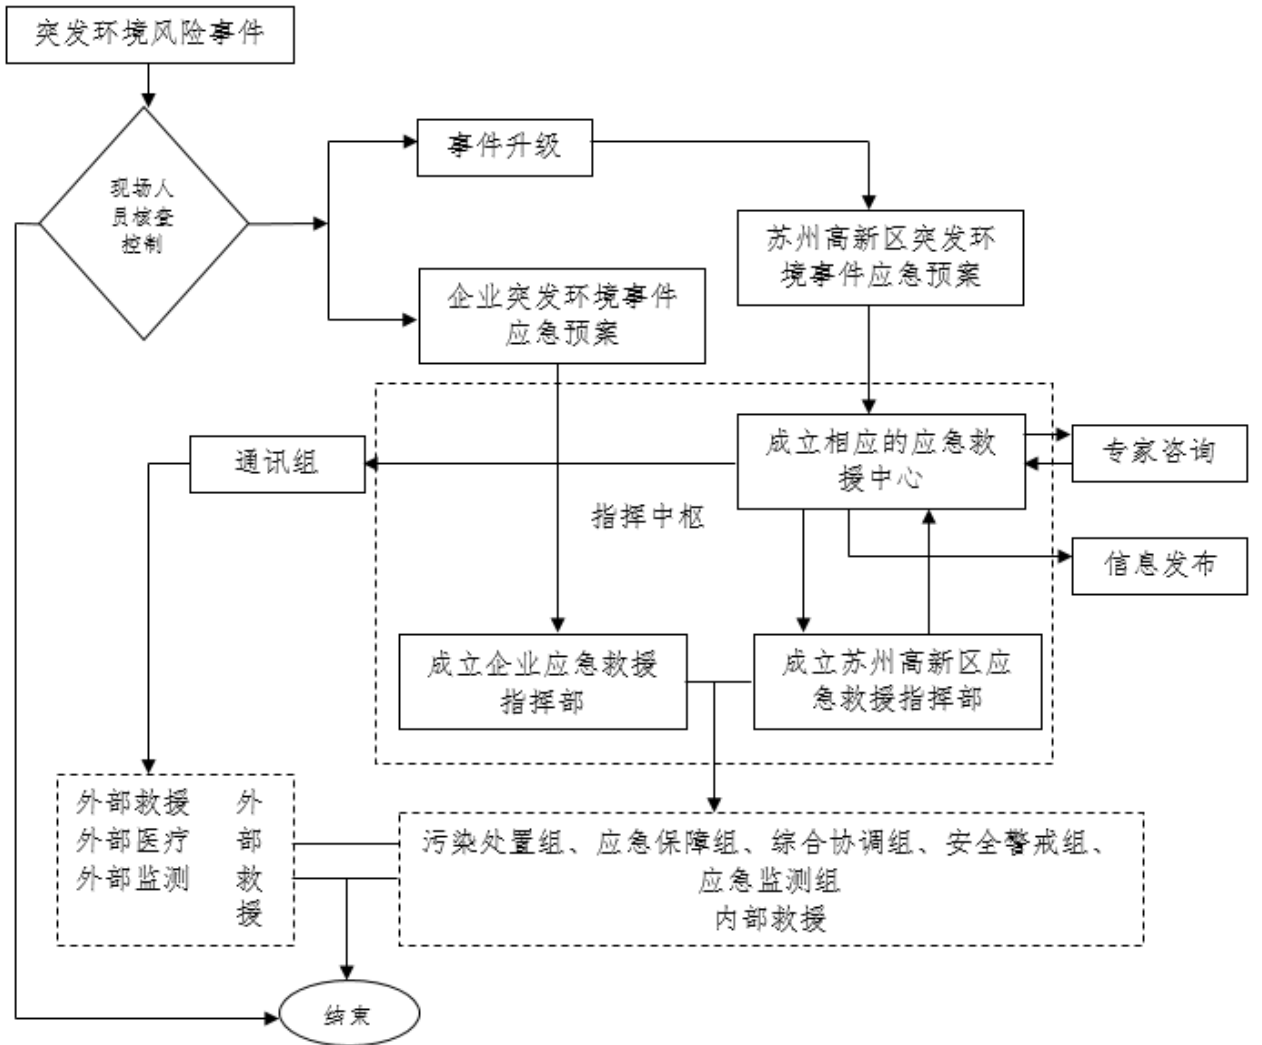 突发环境风险事件
现场人
员核查
控制
事件升级
苏州高新区突发环
境事件应急预案
企业突发环境事件
应急预案
成立相应的应急救
援中心
专家咨询
通讯组
指挥中枢
信息发布
成立企业应急救援
指挥部
成立苏州高新区应
急救援指挥部
外部救援
外部医疗
外部监测
外
部
救
援
污染处置组、应急保障组、综合协调组、安全警戒组、
应急监测组
内部救援
结束